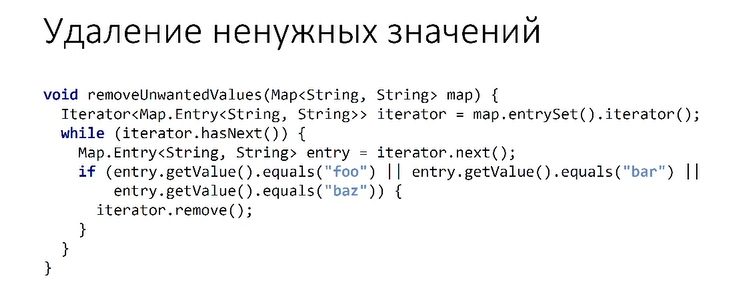 Удаление ненужных значений
void removeUnwantedValues(Map<String, String> map) {
  Iterator<Map.Entry<String, String>> iterator = map.entrySet().iterator();
  while (iterator.hasNext()) {
    Map.Entry<String, String> entry = iterator.next();
    if (entry.getValue().equals("foo") || entry.getValue().equals("bar") ||
        entry.getValue().equals("baz")) {
      iterator.remove();
    }
  }
}